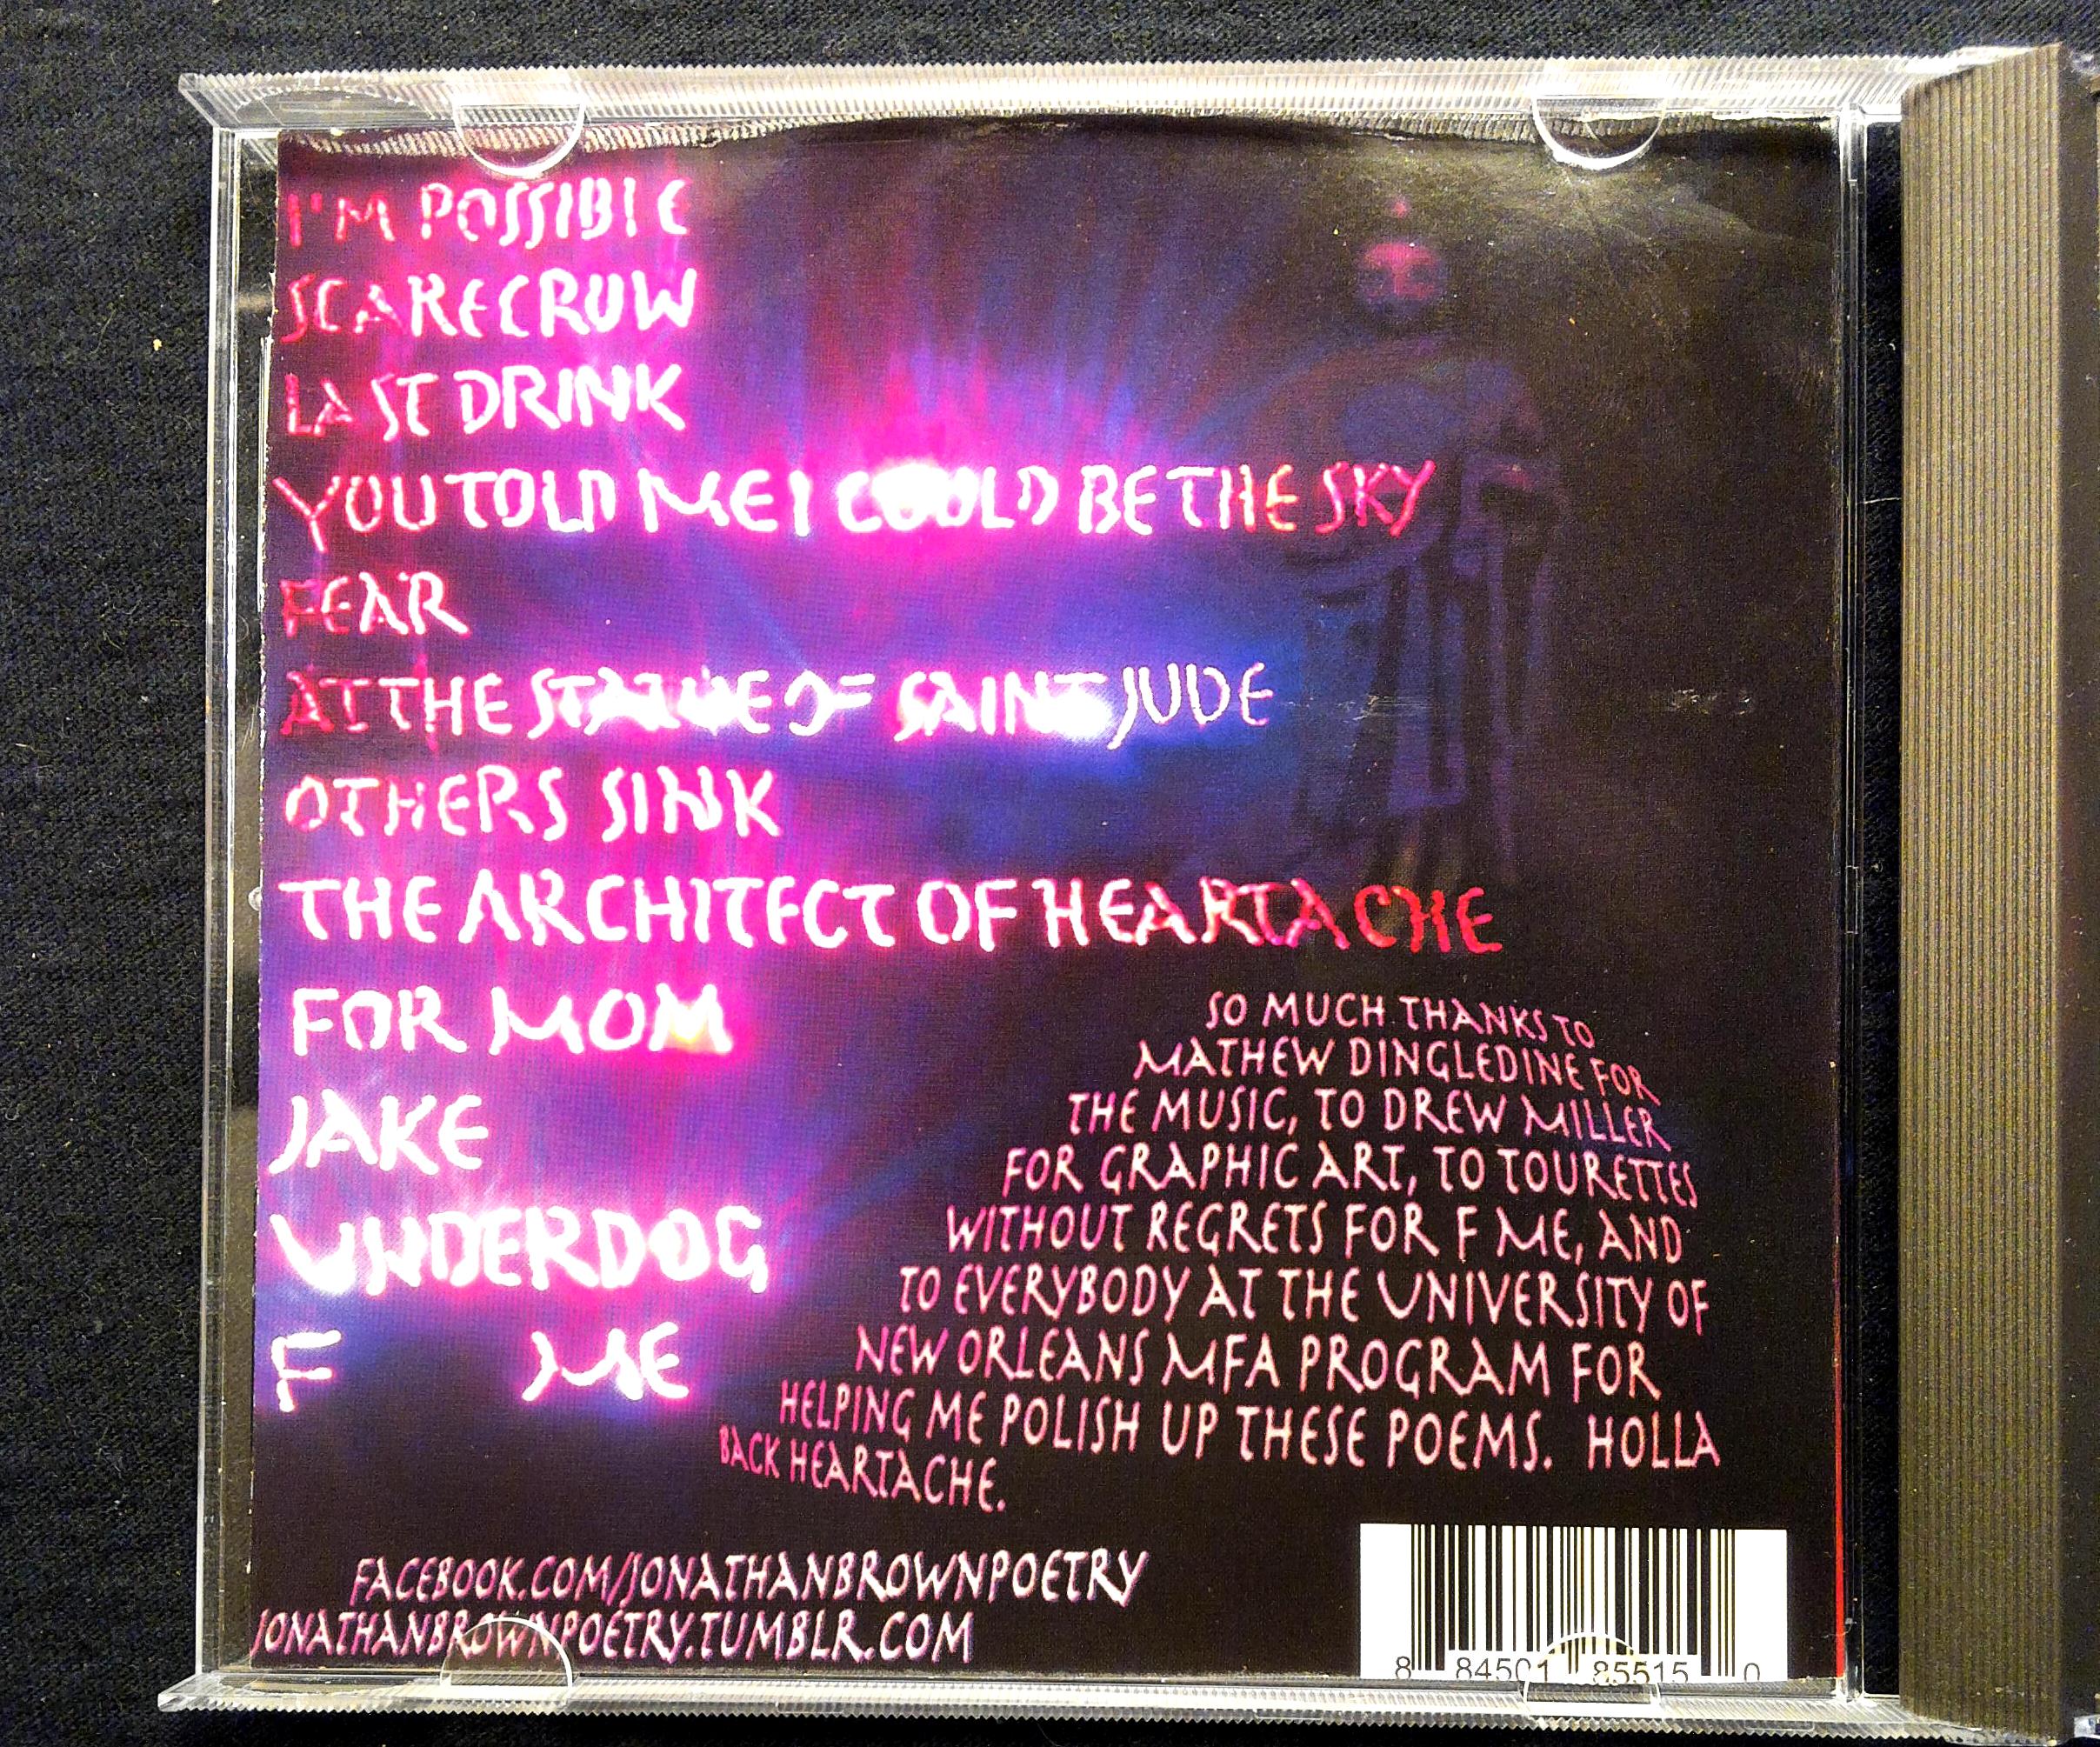 I'M POSSIBLE
SCARECROW
LAST DRINK
YOU TOLD ME I COULD BE THE SKY
FEAR
AT THE STATUE OF SAINT JUDE
OTHERS SINK
THE ARCHITECT OF HEARTACHE
FOR MOM
JAKE
UNDERDOG
F ME
SO MUCH THANKS TO
MATHEW DINGLEDINE FOR
THE MUSIC, TO DREW MILLER
FOR GRAPHIC ART, TO TOURETTES
WITHOUT REGRETS FOR F ME, AND
TO EVERYBODY AT THE UNIVERSITY OF
NEW ORLEANS MFA PROGRAM FOR
HELPING ME POLISH UP THESE POEMS. HOLLA
BACK HEARTACHE.
FACEBOOK.COM/JONATHANBROWNPOETRY
JONATHANBROWNPOETRY.TUMBLR.COM
8 84501 85515 0